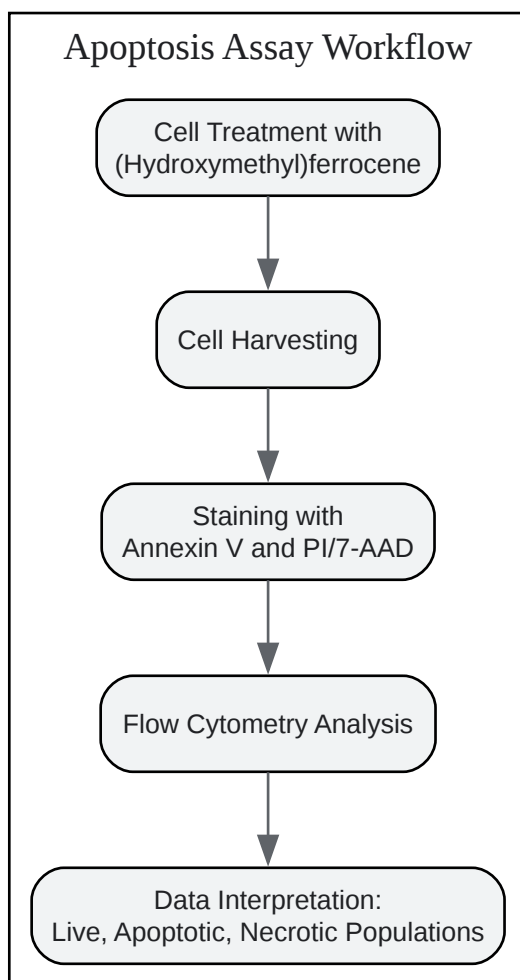 Apoptosis Assay Workflow
Cell Treatment with
(Hydroxymethyl)ferrocene
Cell Harvesting
Staining with
Annexin V and PI/7-AAD
Flow Cytometry Analysis
Data Interpretation:
Live, Apoptotic, Necrotic Populations